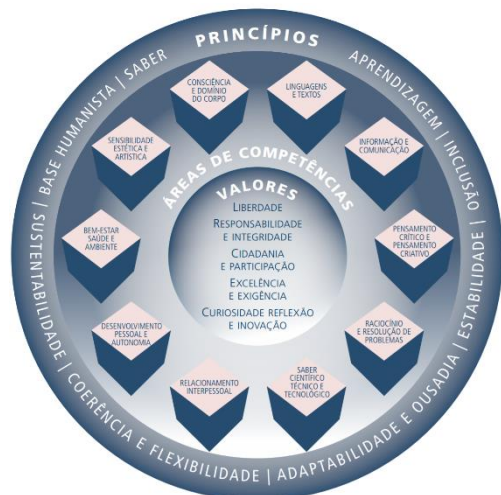 PRINCÍPIOS
APRENDIZAGEM | INCLUSÃO | ESTABILIDADE | ADAPTABILIDADE E OUSADIA | COERÊNCIA E FLEXIBILIDADE | SUSTENTABILIDADE | BASE HUMANISTA | SABER
ÁREAS DE COMPETÊNCIAS
LINGUAGENS
E TEXTOS
INFORMAÇÃO E
COMUNICAÇÃO
PENSAMENTO
CRÍTICO E
PENSAMENTO
CRIATIVO
RACIOCÍNIO
E RESOLUÇÃO DE
PROBLEMAS
SABER
CIENTÍFICO
TÉCNICO E
TECNOLÓGICO
RELACIONAMENTO
INTERPESSOAL
DESENVOLVIMENTO
PESSOAL E
AUTONOMIA
BEM-ESTAR
SAÚDE E
AMBIENTE
SENSIBILIDADE
ESTÉTICA E
ARTÍSTICA
CONSCIÊNCIA
E DOMÍNIO
DO CORPO
VALORES
LIBERDADE
RESPONSABILIDADE
E INTEGRIDADE
CIDADANIA
E PARTICIPAÇÃO
EXCELÊNCIA
E EXIGÊNCIA
CURIOSIDADE REFLEXÃO
E INOVAÇÃO